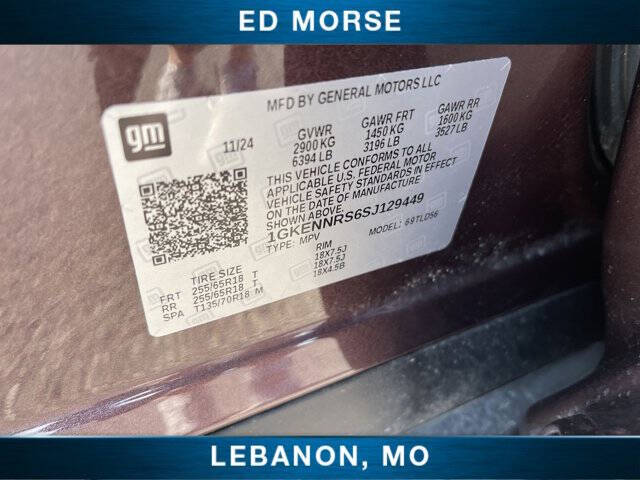 ED MORSE
MFD BY GENERAL MOTORS LLC
gm
11/24
GVWR GAWR FRT GAWR RR
2900 KG 1450 KG 1600 KG
6394 LB 3196 LB 3527 LB
THIS VEHICLE CONFORMS TO ALL
APPLICABLE U.S. FEDERAL MOTOR
VEHICLE SAFETY STANDARDS IN EFFECT
ON THE DATE OF MANUFACTURE
SHOWN ABOVE.
1GKENNRS6SJ129449
TYPE: MPV MODEL: 69TLD56
TIRE SIZE RIM
FRT 255/65R18 T 18X7.5J
RR 255/65R18 T 18X7.5J
SPA T135/70R18 M 18X4.5B
LEBANON, MO